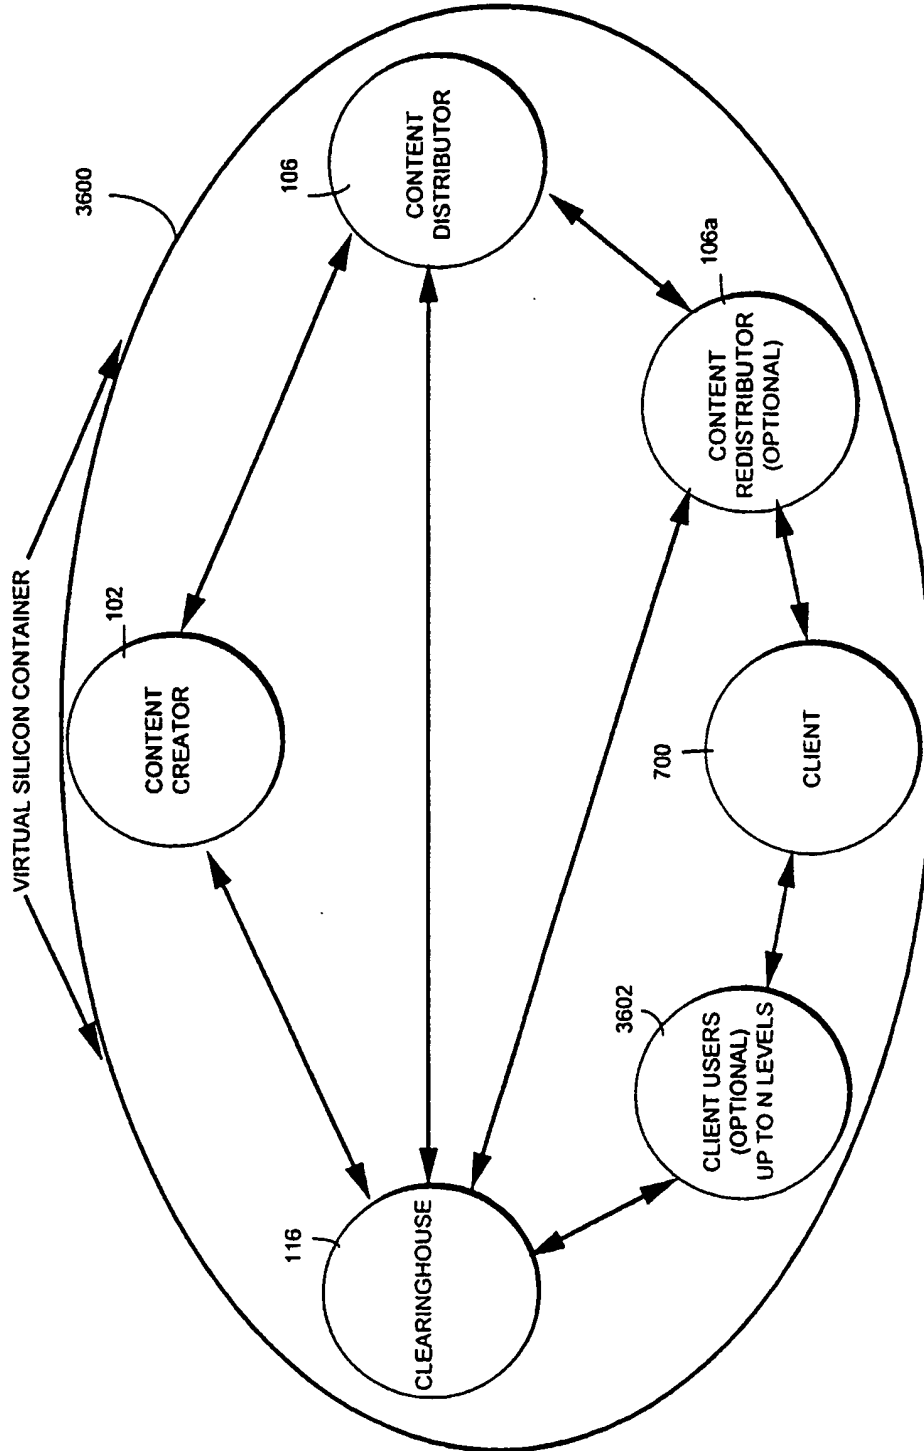 VIRTUAL SILICON CONTAINER
3600
102
CONTENT
CREATOR
106
CONTENT
DISTRIBUTOR
116
CLEARINGHOUSE
106a
CONTENT
REDISTRIBUTOR
(OPTIONAL)
3602
CLIENT USERS
(OPTIONAL)
UP TO N LEVELS
700
CLIENT